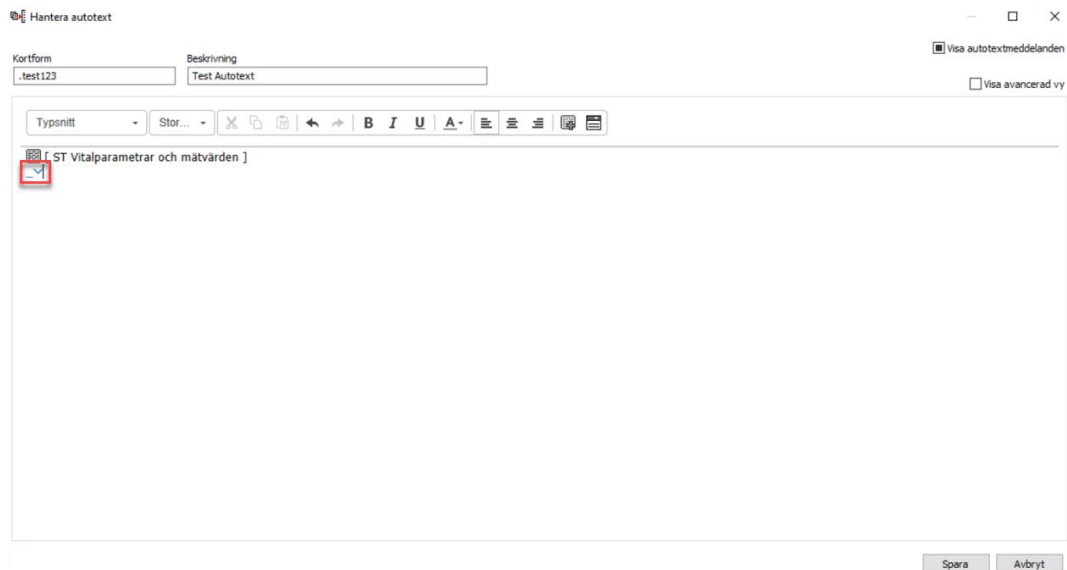 Hantera autotext
Visa autotextmeddelanden
Kortform Beskrivning
.test123 Test Autotext
Visa avancerad vy
Typsnitt Stor... B I U A
[ ST Vitalparametrar och mätvärden ]
_
Spara Avbryt